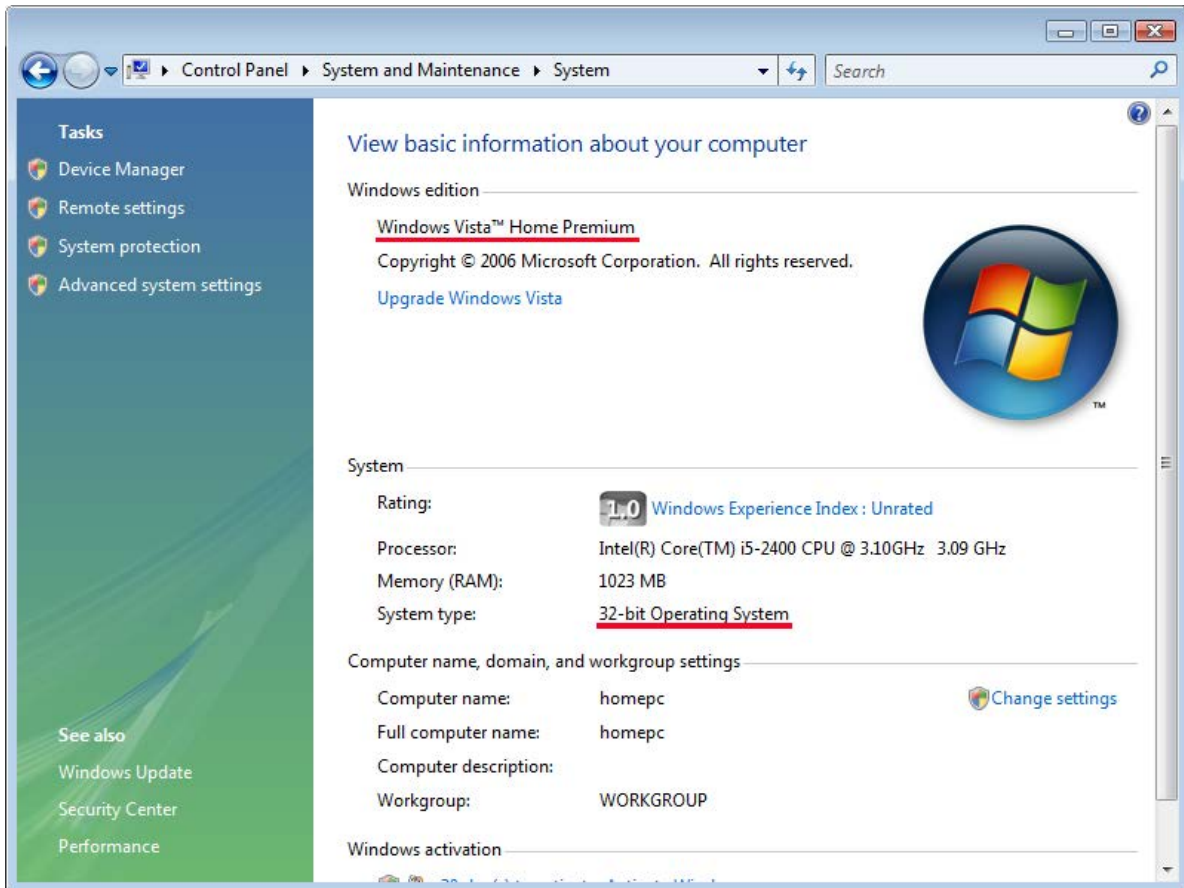 Control Panel System and Maintenance System Search
Tasks
Device Manager
Remote settings
System protection
Advanced system settings
See also
Windows Update
Security Center
Performance
View basic information about your computer
Windows edition
Windows Vista™ Home Premium
Copyright © 2006 Microsoft Corporation. All rights reserved.
Upgrade Windows Vista
TM
System
Rating: 1.0 Windows Experience Index : Unrated
Processor: Intel(R) Core(TM) i5-2400 CPU @ 3.10GHz 3.09 GHz
Memory (RAM): 1023 MB
System type: 32-bit Operating System
Computer name, domain, and workgroup settings
Computer name: homepc Change settings
Full computer name: homepc
Computer description:
Workgroup: WORKGROUP
Windows activation